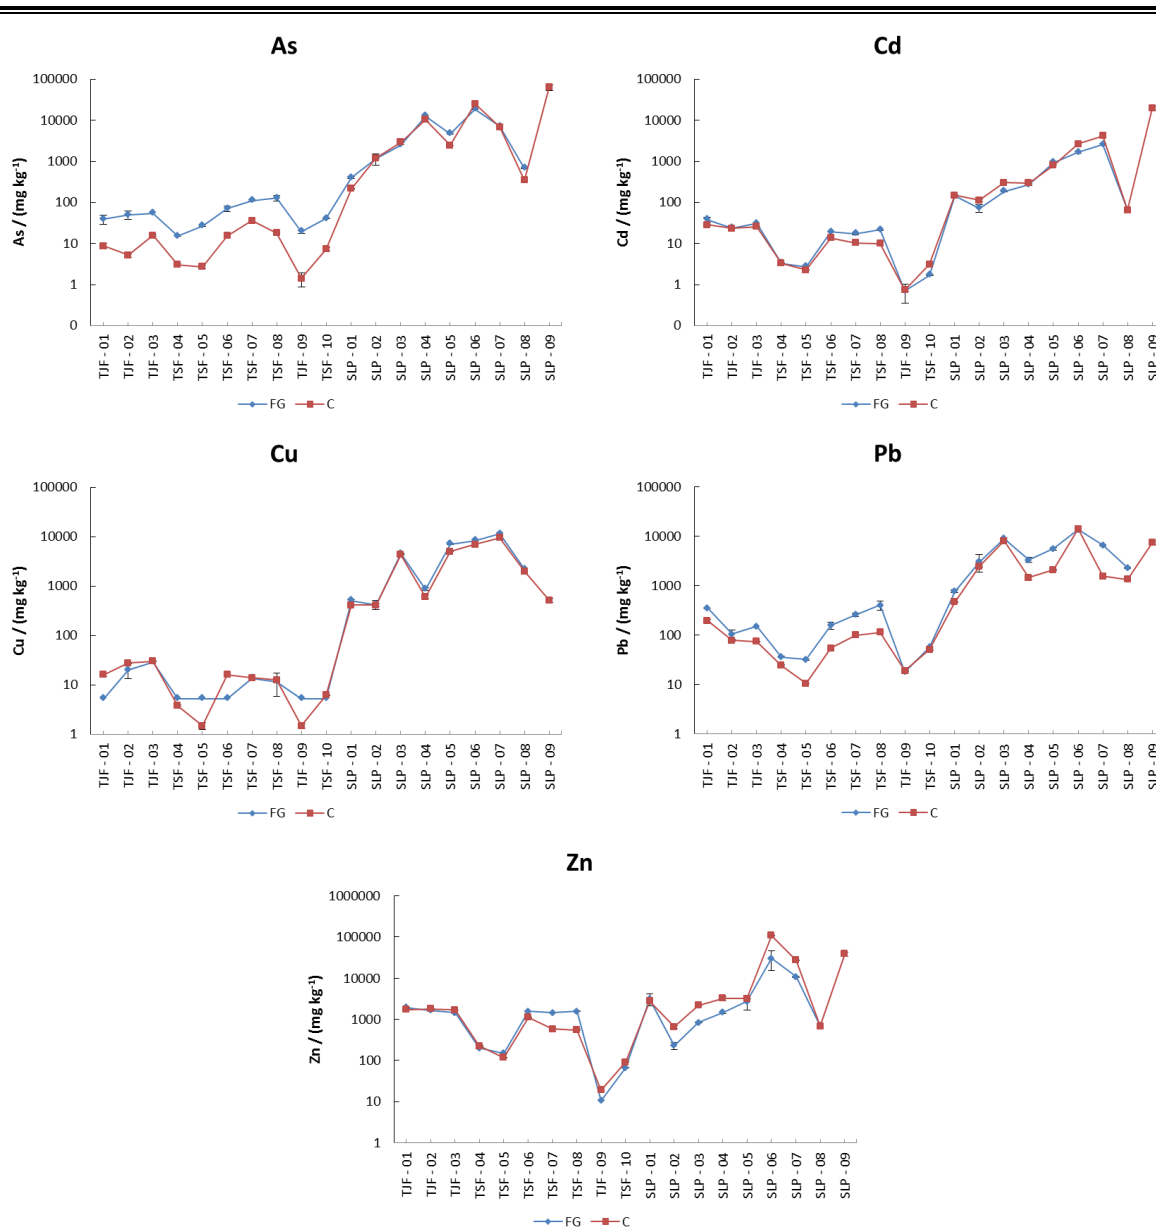 As
100000
10000
1000
100
10
1
0
As / (mg kg⁻¹)
TJF - 01
TJF - 02
TJF - 03
TSF - 04
TSF - 05
TSF - 06
TSF - 07
TSF - 08
TJF - 09
TSF - 10
SLP - 01
SLP - 02
SLP - 03
SLP - 04
SLP - 05
SLP - 06
SLP - 07
SLP - 08
SLP - 09
FG C
Cd
100000
10000
1000
100
10
1
0
Cd / (mg kg⁻¹)
TJF - 01
TJF - 02
TJF - 03
TSF - 04
TSF - 05
TSF - 06
TSF - 07
TSF - 08
TJF - 09
TSF - 10
SLP - 01
SLP - 02
SLP - 03
SLP - 04
SLP - 05
SLP - 06
SLP - 07
SLP - 08
SLP - 09
FG C
Cu
100000
10000
1000
100
10
1
Cu / (mg kg⁻¹)
TJF - 01
TJF - 02
TJF - 03
TSF - 04
TSF - 05
TSF - 06
TSF - 07
TSF - 08
TJF - 09
TSF - 10
SLP - 01
SLP - 02
SLP - 03
SLP - 04
SLP - 05
SLP - 06
SLP - 07
SLP - 08
SLP - 09
FG C
Pb
100000
10000
1000
100
10
1
Pb / (mg kg⁻¹)
TJF - 01
TJF - 02
TJF - 03
TSF - 04
TSF - 05
TSF - 06
TSF - 07
TSF - 08
TJF - 09
TSF - 10
SLP - 01
SLP - 02
SLP - 03
SLP - 04
SLP - 05
SLP - 06
SLP - 07
SLP - 08
SLP - 09
FG C
Zn
1000000
100000
10000
1000
100
10
1
Zn / (mg kg⁻¹)
TJF - 01
TJF - 02
TJF - 03
TSF - 04
TSF - 05
TSF - 06
TSF - 07
TSF - 08
TJF - 09
TSF - 10
SLP - 01
SLP - 02
SLP - 03
SLP - 04
SLP - 05
SLP - 06
SLP - 07
SLP - 08
SLP - 09
FG C